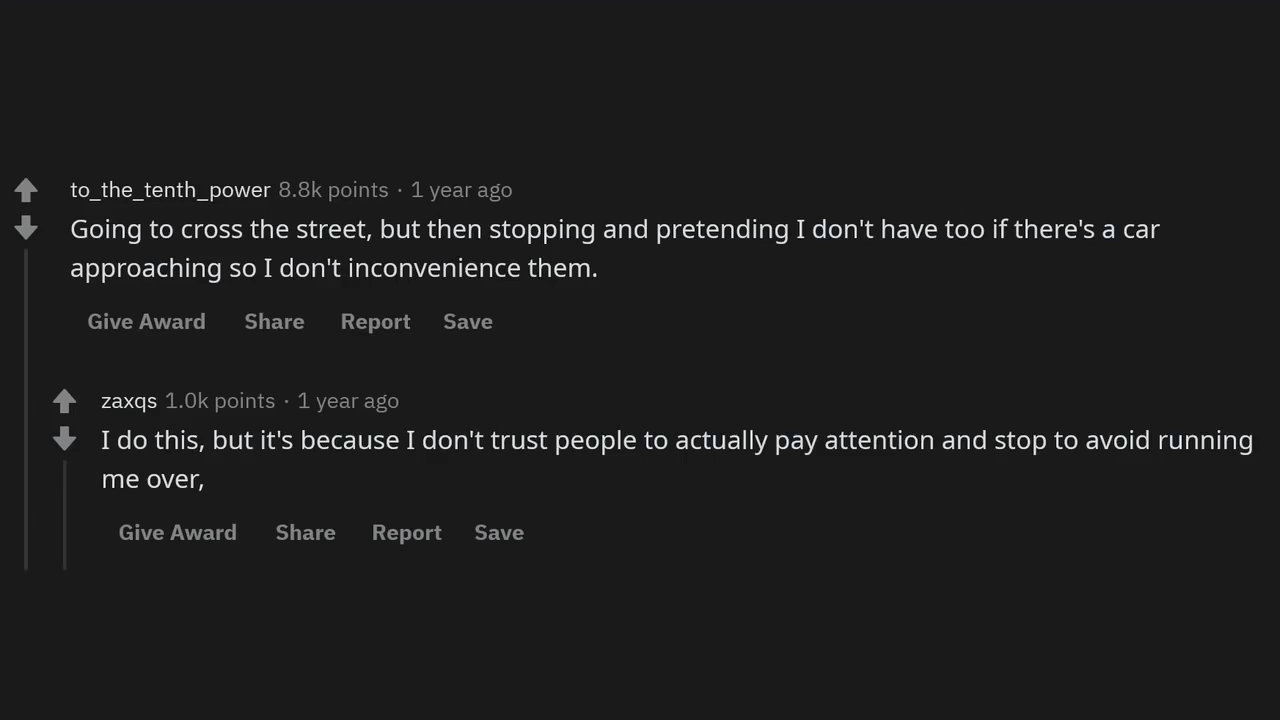 to_the_tenth_power 8.8k points · 1 year ago
Going to cross the street, but then stopping and pretending I don't have too if there's a car
approaching so I don't inconvenience them.
Give Award Share Report Save
zaxqs 1.0k points · 1 year ago
I do this, but it's because I don't trust people to actually pay attention and stop to avoid running
me over,
Give Award Share Report Save